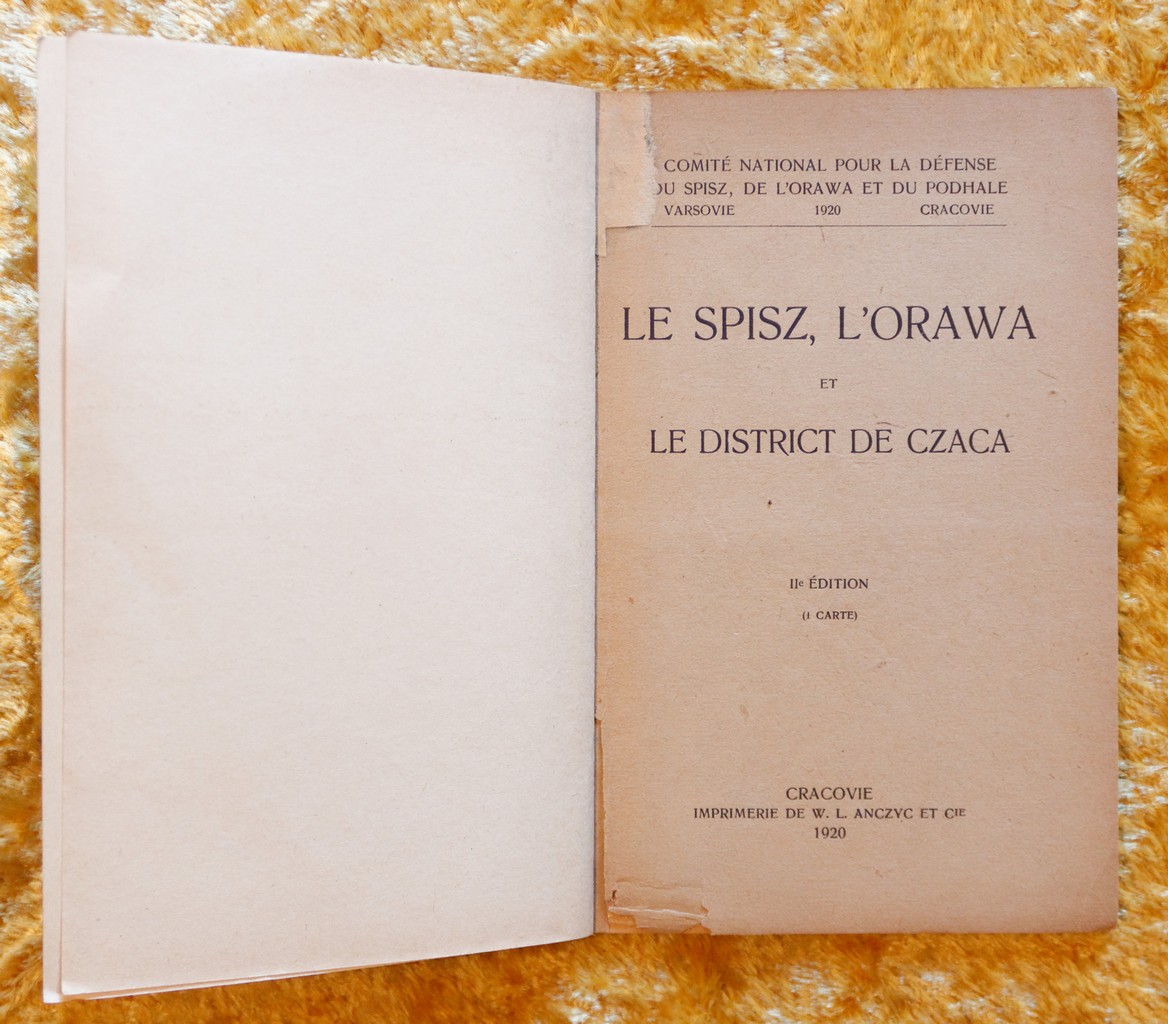 COMITÉ NATIONAL POUR LA DÉFENSE
DU SPISZ, DE L'ORAWA ET DU PODHALE
VARSOVIE 1920 CRACOVIE
LE SPISZ, L'ORAWA
ET
LE DISTRICT DE CZACA
IIe ÉDITION
(1 CARTE)
CRACOVIE
IMPRIMERIE DE W. L. ANCZYC ET CIE
1920